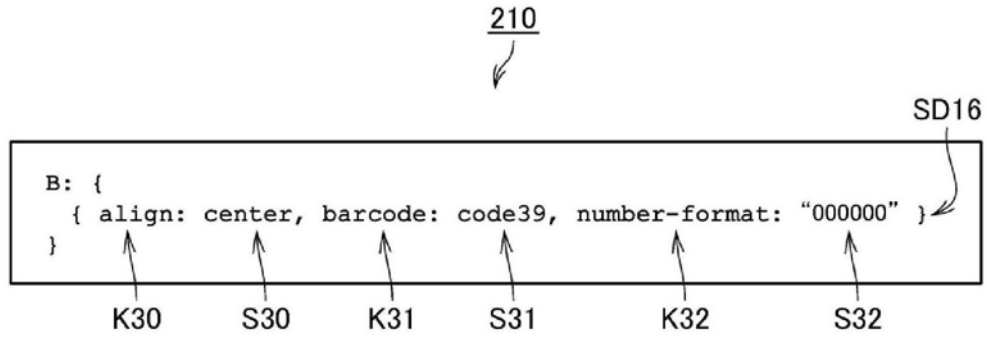 210
SD16
B: {
{ align: center, barcode: code39, number-format: “000000” }
}
K30 S30 K31 S31 K32 S32